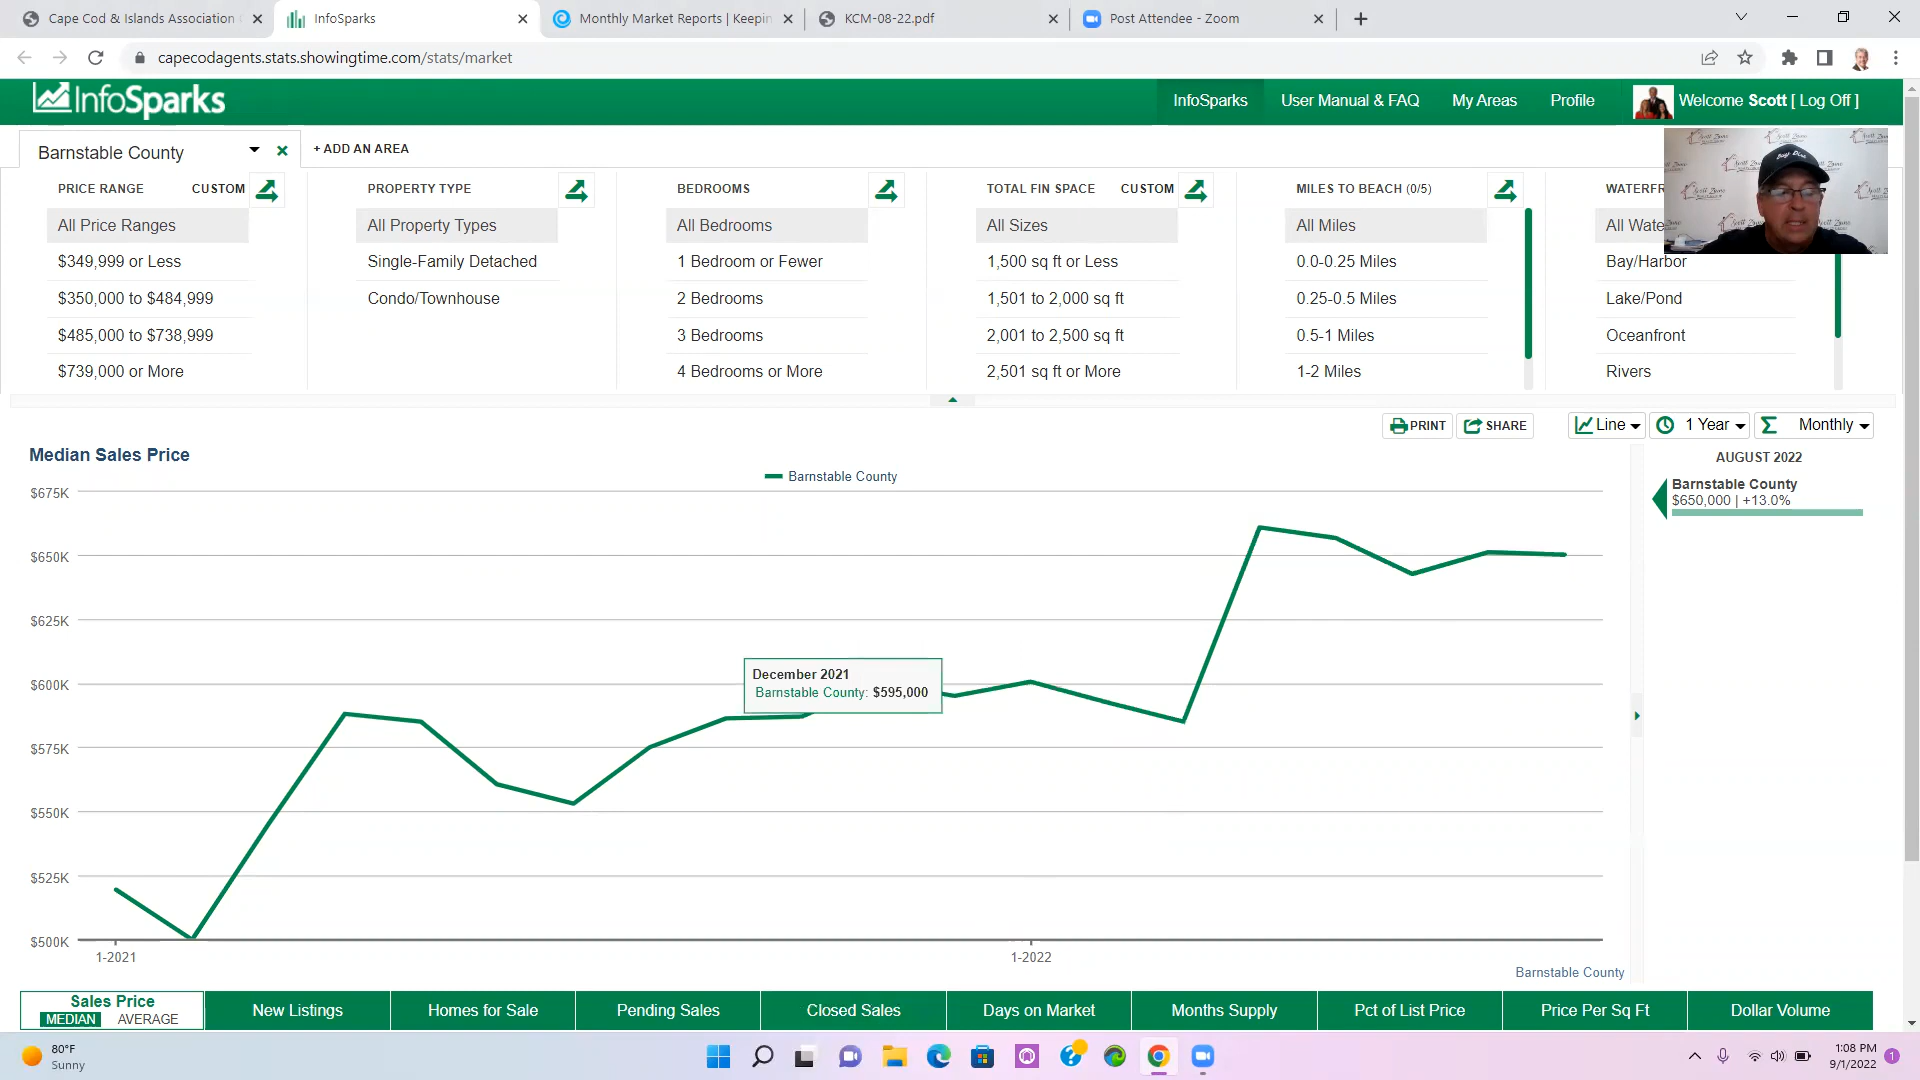 Cape Cod & Islands Association
InfoSparks
Monthly Market Reports | Keepin
KCM-08-22.pdf
Post Attendee - Zoom
capecodagents.stats.showingtime.com/stats/market
InfoSparks
InfoSparks
User Manual & FAQ
My Areas
Profile
Welcome Scott [ Log Off ]
Barnstable County
+ ADD AN AREA
PRICE RANGE
CUSTOM
All Price Ranges
$349,999 or Less
$350,000 to $484,999
$485,000 to $738,999
$739,000 or More
PROPERTY TYPE
All Property Types
Single-Family Detached
Condo/Townhouse
BEDROOMS
All Bedrooms
1 Bedroom or Fewer
2 Bedrooms
3 Bedrooms
4 Bedrooms or More
TOTAL FIN SPACE
CUSTOM
All Sizes
1,500 sq ft or Less
1,501 to 2,000 sq ft
2,001 to 2,500 sq ft
2,501 sq ft or More
MILES TO BEACH (0/5)
All Miles
0.0-0.25 Miles
0.25-0.5 Miles
0.5-1 Miles
1-2 Miles
WATERFR
All Wate
Bay/Harbor
Lake/Pond
Oceanfront
Rivers
PRINT
SHARE
Line
1 Year
Monthly
Median Sales Price
Barnstable County
AUGUST 2022
Barnstable County
$650,000 | +13.0%
$675K
$650K
$625K
$600K
$575K
$550K
$525K
$500K
December 2021
Barnstable County: $595,000
1-2021
1-2022
Barnstable County
Sales Price
MEDIAN AVERAGE
New Listings
Homes for Sale
Pending Sales
Closed Sales
Days on Market
Months Supply
Pct of List Price
Price Per Sq Ft
Dollar Volume
80°F
Sunny
1:08 PM
9/1/2022
1